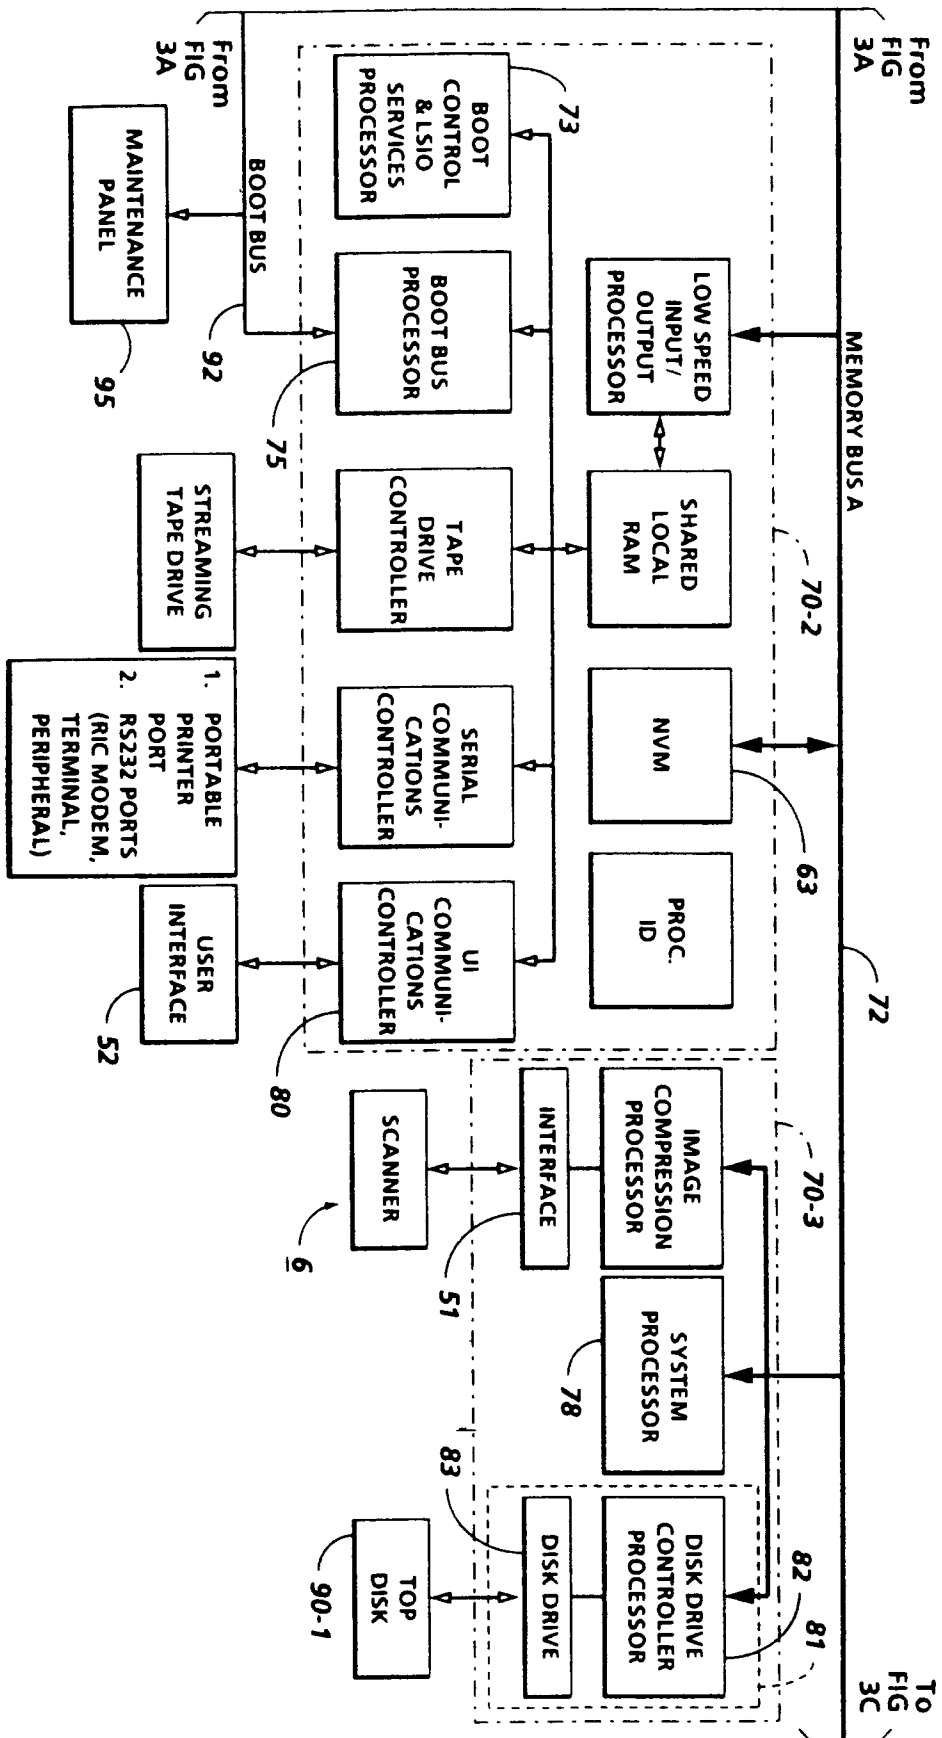 From
FIG
3A
MEMORY BUS A
72
To
FIG
3C
70-2
70-3
LOW SPEED
INPUT/
OUTPUT
PROCESSOR
SHARED
LOCAL
RAM
NVM
63
PROC.
ID
IMAGE
COMPRESSION
PROCESSOR
SYSTEM
PROCESSOR
78
DISK DRIVE
CONTROLLER
PROCESSOR
82
81
73
BOOT
CONTROL
& LSIO
SERVICES
PROCESSOR
BOOT BUS
PROCESSOR
75
TAPE
DRIVE
CONTROLLER
SERIAL
COMMUNI-
CATIONS
CONTROLLER
UI
COMMUNI-
CATIONS
CONTROLLER
80
INTERFACE
51
DISK DRIVE
83
SCANNER
6
TOP
DISK
90-1
From
FIG
3A
BOOT BUS
92
MAINTENANCE
PANEL
95
STREAMING
TAPE DRIVE
1. PORTABLE
PRINTER
PORT
2. RS232 PORTS
(RIC MODEM,
TERMINAL,
PERIPHERAL)
USER
INTERFACE
52